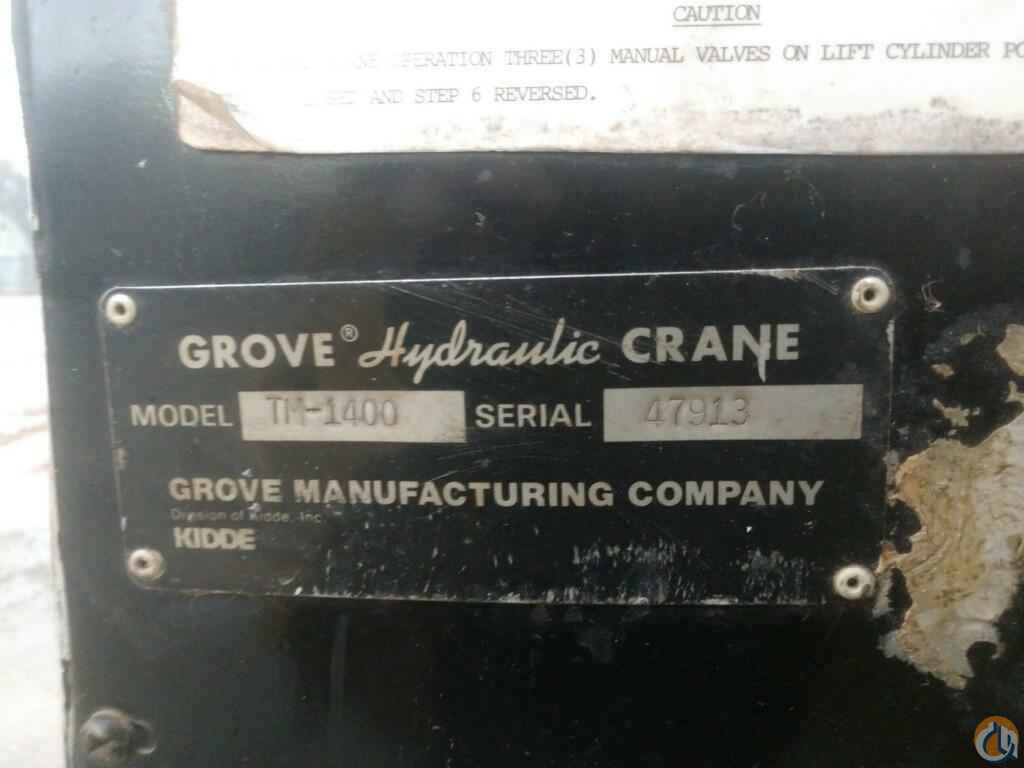 CAUTION
OPERATION THREE(3) MANUAL VALVES ON LIFT CYLINDER
AND STEP 6 REVERSED.
GROVE® Hydraulic CRANE
MODEL TM-1400 SERIAL 47913
GROVE MANUFACTURING COMPANY
Division of Kidde, Inc.
KIDDE